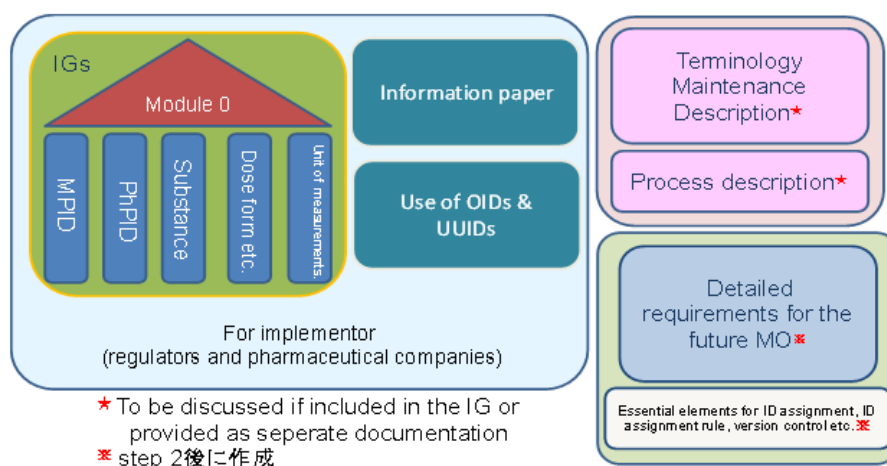 IGs
Module 0
MPID
PhPID
Substance
Dose form etc.
Unit of measurements.
Information paper
Use of OIDs &
UUIDs
For implementor
(regulators and pharmaceutical companies)
Terminology
Maintenance
Description★
Process description★
Detailed
requirements for the
future MO※
Essential elements for ID assignment, ID
assignment rule, version control etc.※
★ To be discussed if included in the IG or
provided as seperate documentation
※ step 2後に作成